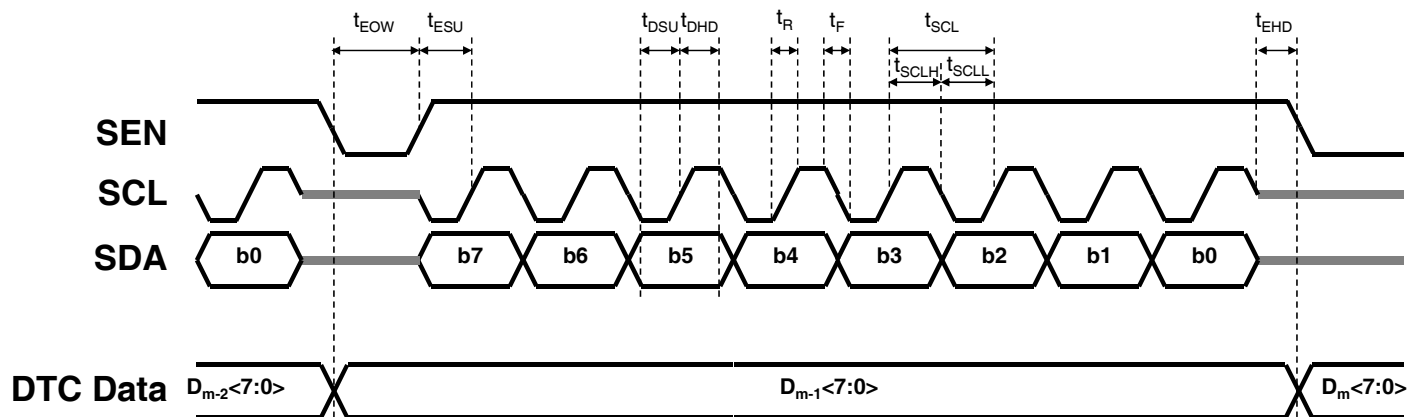 tEOW tESU tDSU tDHD tR tF tSCL tEHD
tSCLH tSCLL
SEN
SCL
SDA b0 b7 b6 b5 b4 b3 b2 b1 b0
DTC Data Dm-2<7:0> Dm-1<7:0> Dm<7:0>